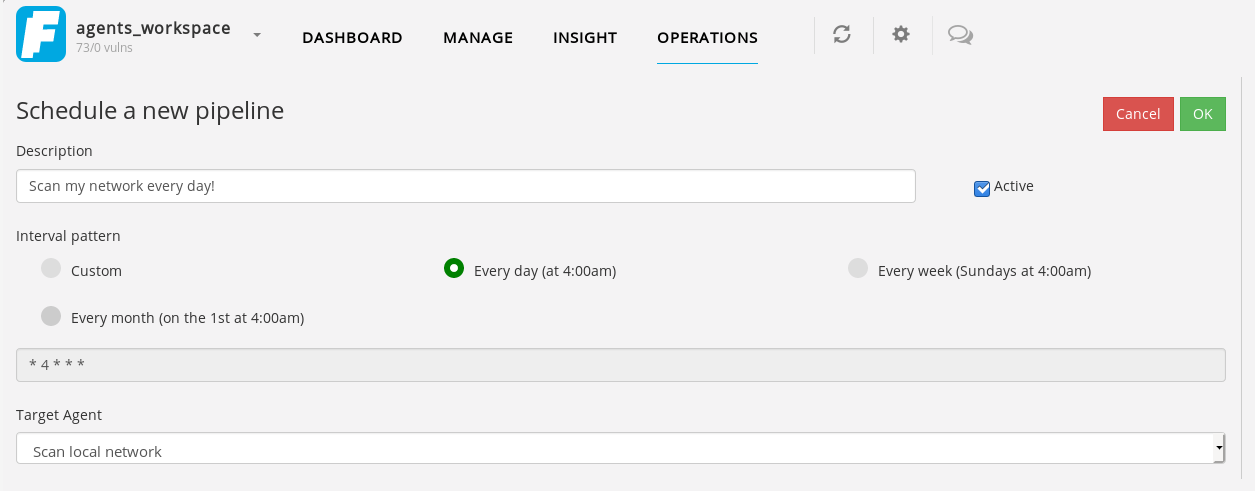 F
agents_workspace
73/0 vulns
DASHBOARD MANAGE INSIGHT OPERATIONS
Schedule a new pipeline
Cancel OK
Description
Scan my network every day!
Active
Interval pattern
Custom
Every day (at 4:00am)
Every week (Sundays at 4:00am)
Every month (on the 1st at 4:00am)
* 4 * * *
Target Agent
Scan local network